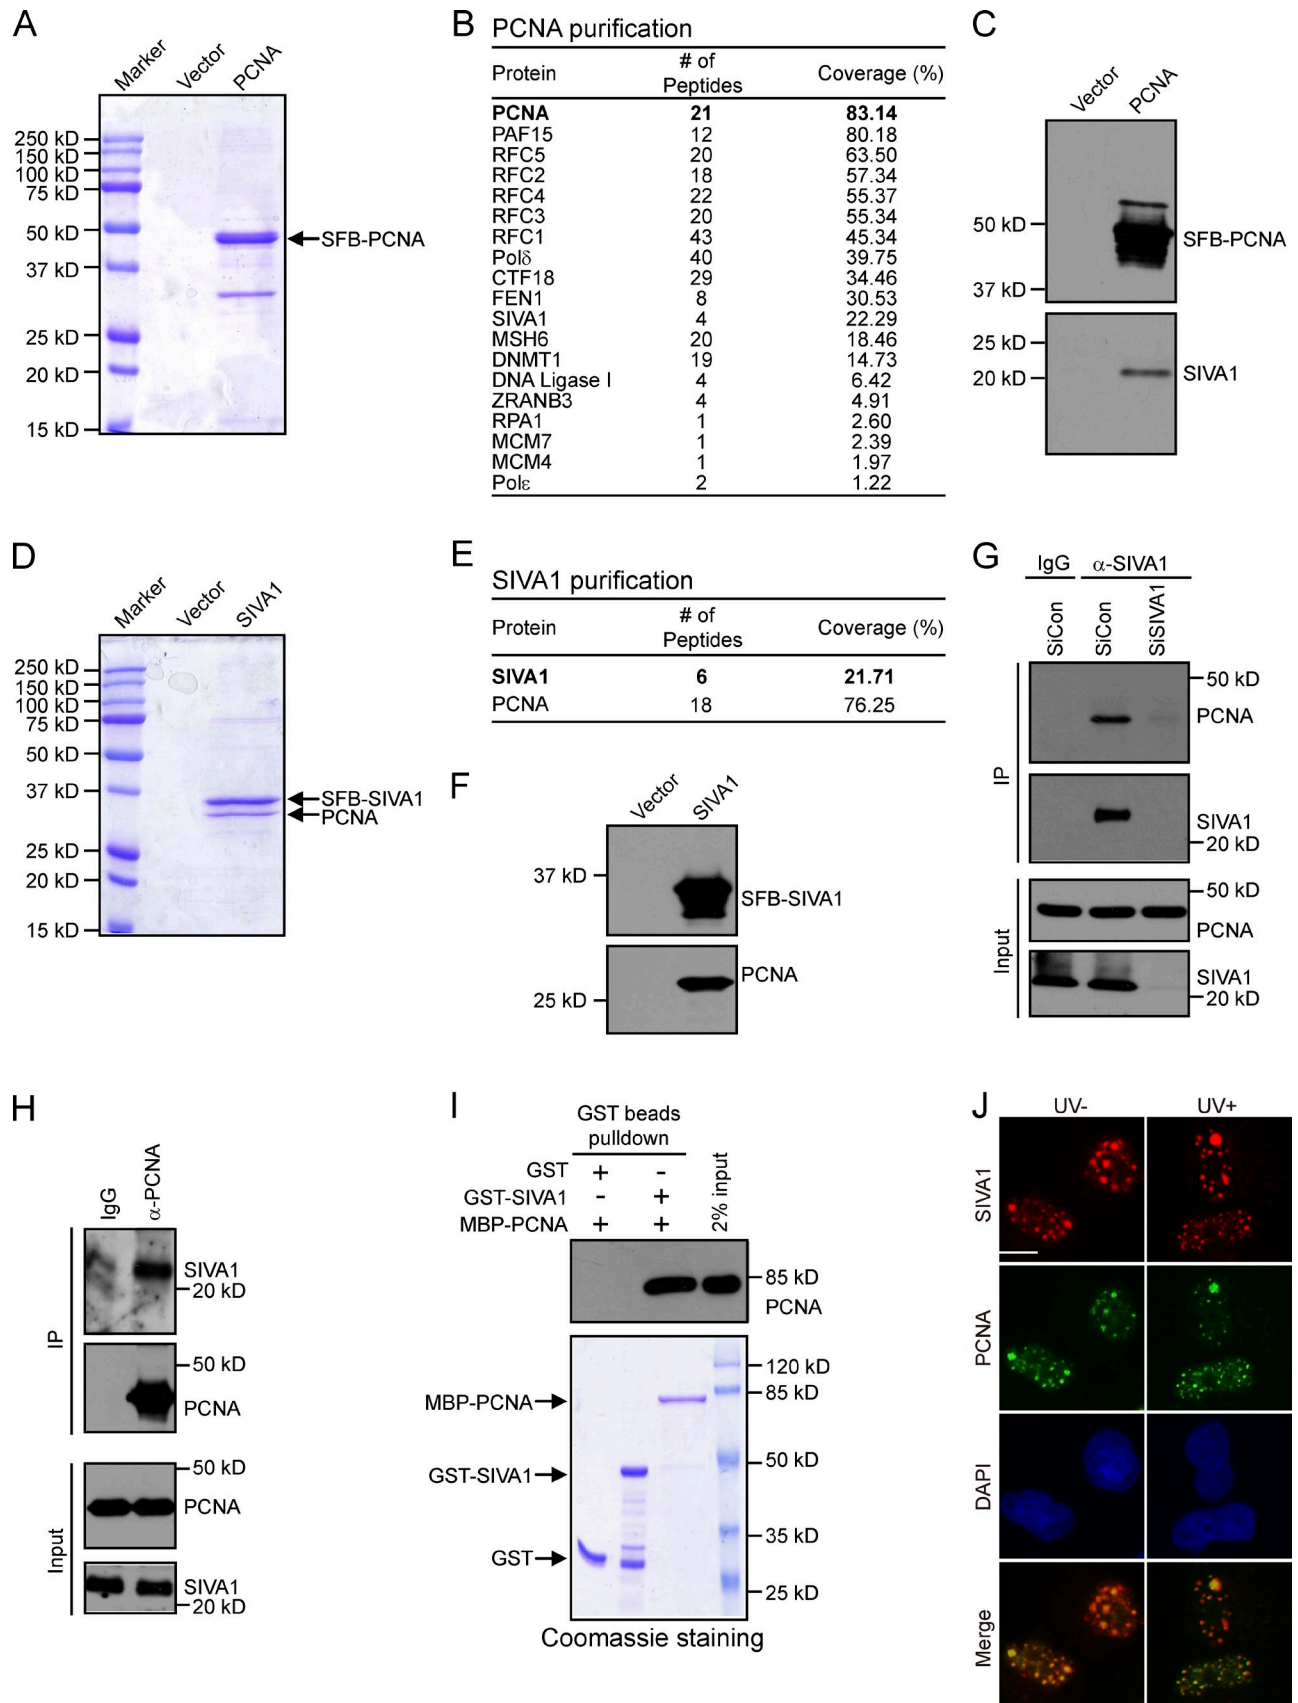 A
Marker
Vector
PCNA
250 kD
150 kD
100 kD
75 kD
50 kD
37 kD
25 kD
20 kD
15 kD
SFB-PCNA
B
PCNA purification
Protein # of Peptides Coverage (%)
PCNA 21 83.14
PAF15 12 80.18
RFC5 20 63.50
RFC2 18 57.34
RFC4 22 55.37
RFC3 20 55.34
RFC1 43 45.34
Polδ 40 39.75
CTF18 29 34.46
FEN1 8 30.53
SIVA1 4 22.29
MSH6 20 18.46
DNMT1 19 14.73
DNA Ligase I 4 6.42
ZRANB3 4 4.91
RPA1 1 2.60
MCM7 1 2.39
MCM4 1 1.97
Polε 2 1.22
C
Vector
PCNA
50 kD
SFB-PCNA
37 kD
25 kD
20 kD
SIVA1
D
Marker
Vector
SIVA1
250 kD
150 kD
100 kD
75 kD
50 kD
37 kD
25 kD
20 kD
15 kD
SFB-SIVA1
PCNA
E
SIVA1 purification
Protein # of Peptides Coverage (%)
SIVA1 6 21.71
PCNA 18 76.25
F
Vector
SIVA1
37 kD
SFB-SIVA1
PCNA
25 kD
G
IgG α-SIVA1
SiCon
SiCon
SiSIVA1
IP
50 kD
PCNA
SIVA1
20 kD
Input
50 kD
PCNA
SIVA1
20 kD
H
IgG
α-PCNA
IP
SIVA1
20 kD
50 kD
PCNA
Input
50 kD
PCNA
SIVA1
20 kD
I
GST beads
pulldown
GST + -
GST-SIVA1 - +
MBP-PCNA + +
2% input
85 kD
PCNA
MBP-PCNA
GST-SIVA1
GST
120 kD
85 kD
50 kD
35 kD
25 kD
Coomassie staining
J
UV- UV+
SIVA1
PCNA
DAPI
Merge